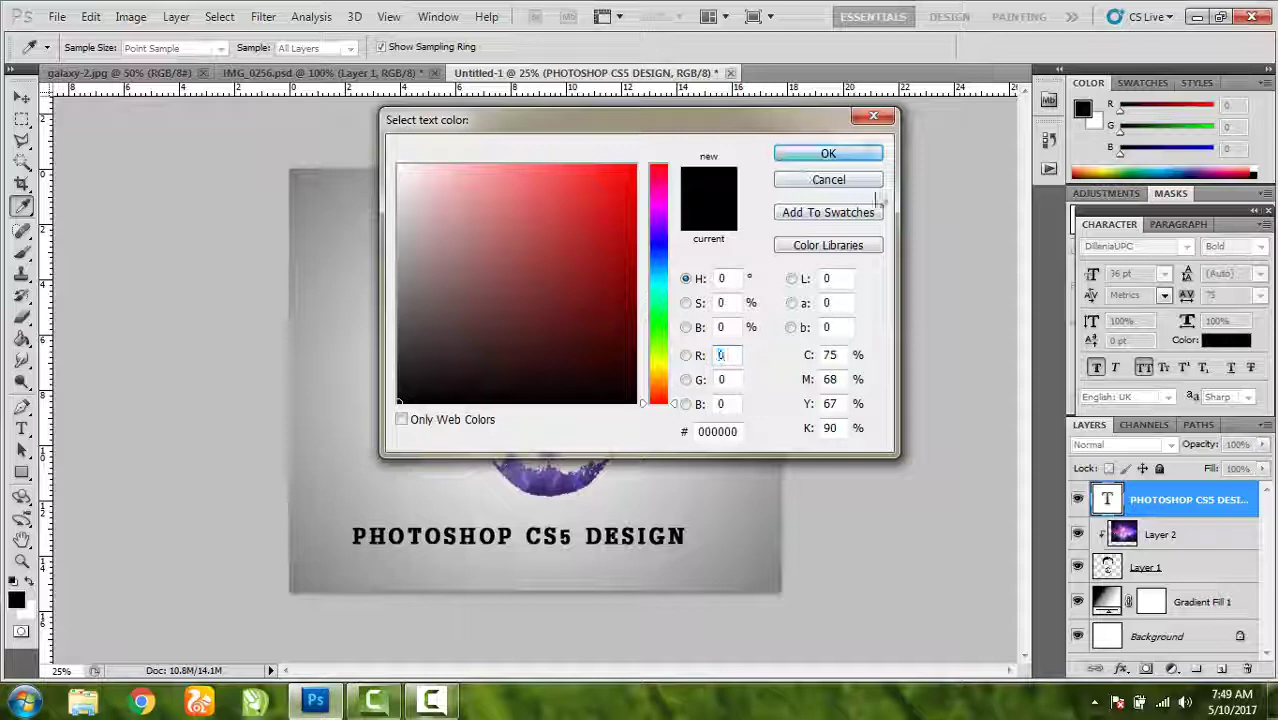 Ps File Edit Image Layer Select Filter Analysis 3D View Window Help Br Mb ESSENTIALS DESIGN PAINTING CS Live
Sample Size: Point Sample Sample: All Layers Show Sampling Ring
galaxy-2.jpg @ 50% (RGB/8#) IMG_0256.psd @ 100% (Layer 1, RGB/8) * Untitled-1 @ 25% (PHOTOSHOP CS5 DESIGN, RGB/8) *
COLOR SWATCHES STYLES
R 0
G 0
B 0
ADJUSTMENTS MASKS
CHARACTER PARAGRAPH
DilleniaUPC Bold
36 pt (Auto)
Metrics 75
100% 100%
0 pt Color:
English: UK Sharp
LAYERS CHANNELS PATHS
Normal Opacity: 100%
Lock: Fill: 100%
PHOTOSHOP CS5 DESI...
Layer 2
Layer 1
Gradient Fill 1
Background
Select text color:
new
current
OK
Cancel
Add To Swatches
Color Libraries
H: 0 ° L: 0
S: 0 % a: 0
B: 0 % b: 0
R: 0 C: 75 %
G: 0 M: 68 %
B: 0 Y: 67 %
# 000000 K: 90 %
Only Web Colors
PHOTOSHOP CS5 DESIGN
25% Doc: 10.8M/14.1M
7:49 AM
5/10/2017